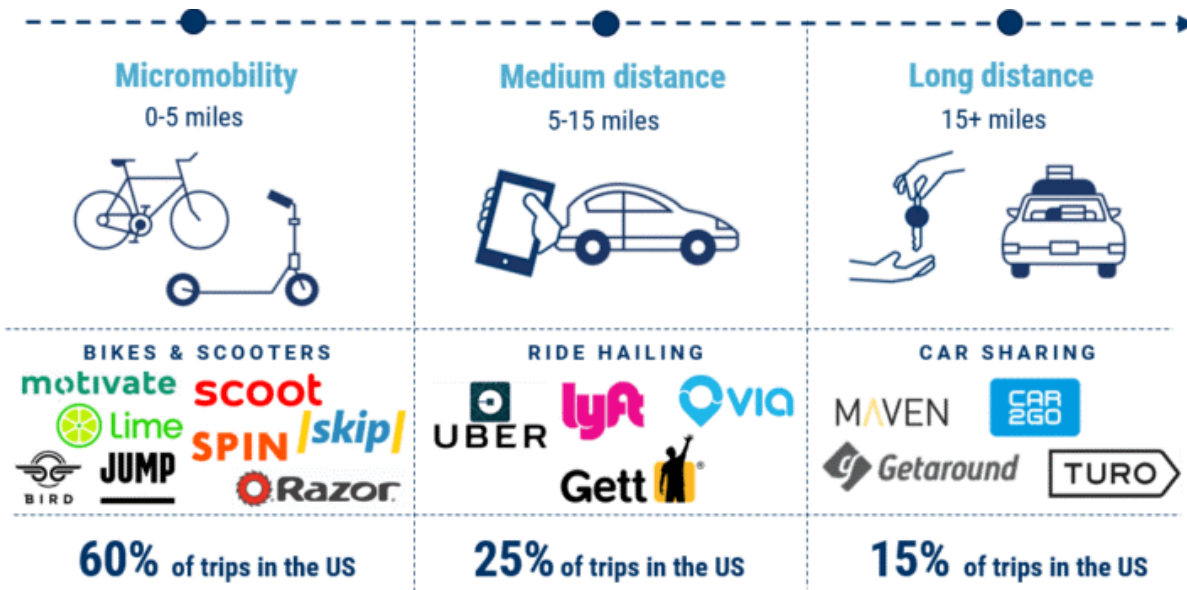 Micromobility
0-5 miles
Medium distance
5-15 miles
Long distance
15+ miles
BIKES & SCOOTERS
motivate
scoot
Lime
SPIN
/skip/
BIRD
JUMP
Razor
RIDE HAILING
UBER
lyft
via
Gett®
CAR SHARING
MAVEN
CAR
2GO
Getaround
TURO
60% of trips in the US
25% of trips in the US
15% of trips in the US